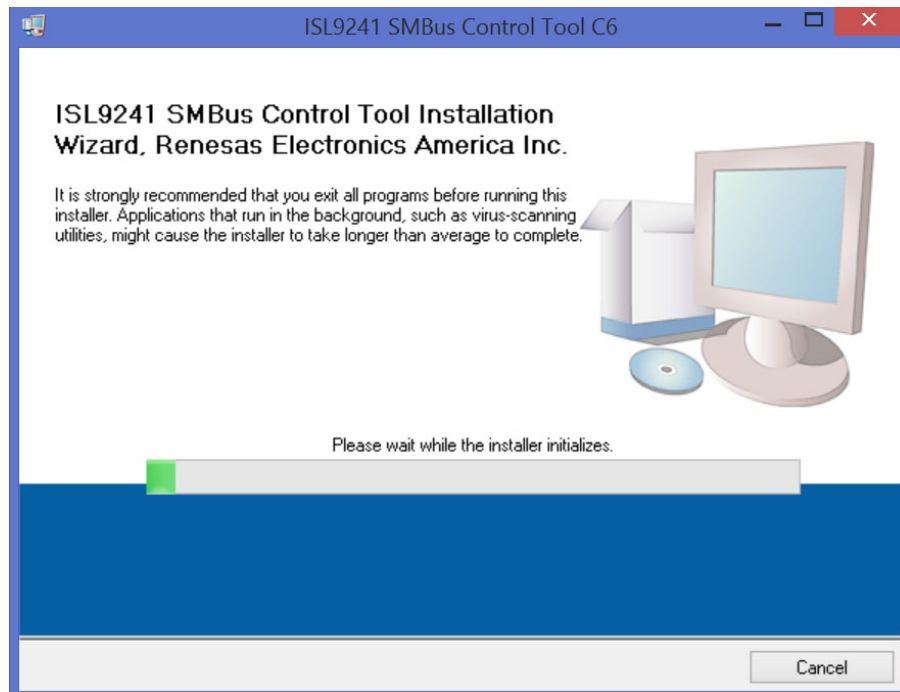 ISL9241 SMBus Control Tool C6
ISL9241 SMBus Control Tool Installation
Wizard, Renesas Electronics America Inc.
It is strongly recommended that you exit all programs before running this
installer. Applications that run in the background, such as virus-scanning
utilities, might cause the installer to take longer than average to complete.
Please wait while the installer initializes.
Cancel